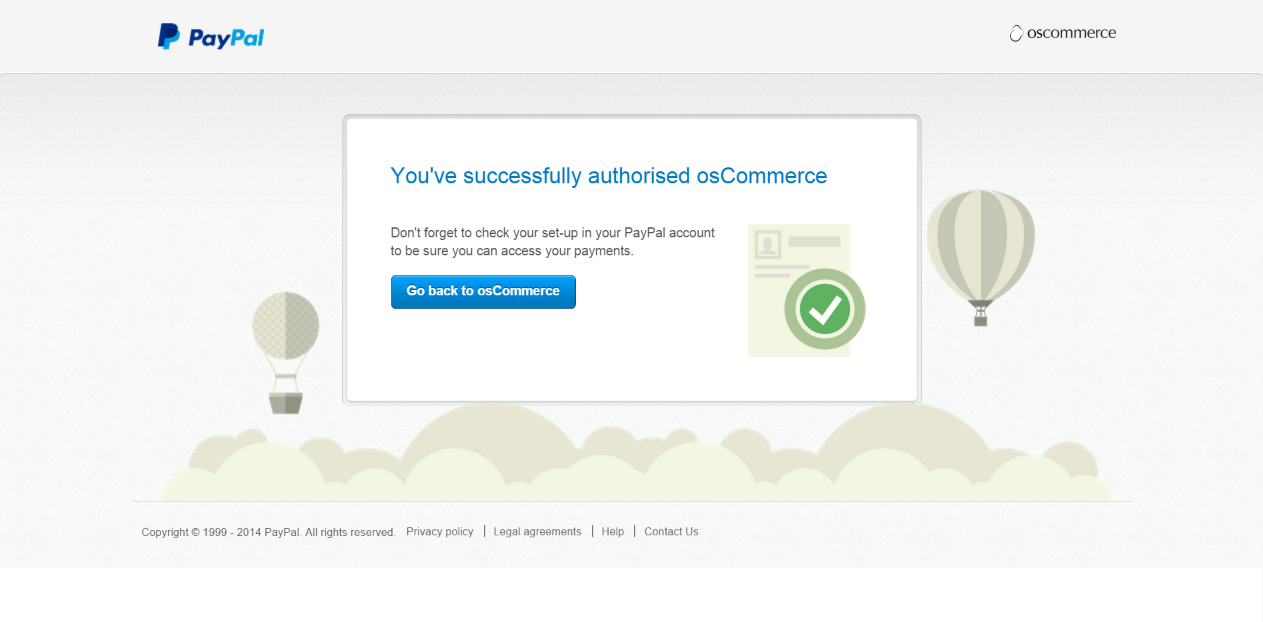 PayPal
oscommerce
You've successfully authorised osCommerce
Don't forget to check your set-up in your PayPal account
to be sure you can access your payments.
Go back to osCommerce
Copyright © 1999 - 2014 PayPal. All rights reserved. Privacy policy | Legal agreements | Help | Contact Us